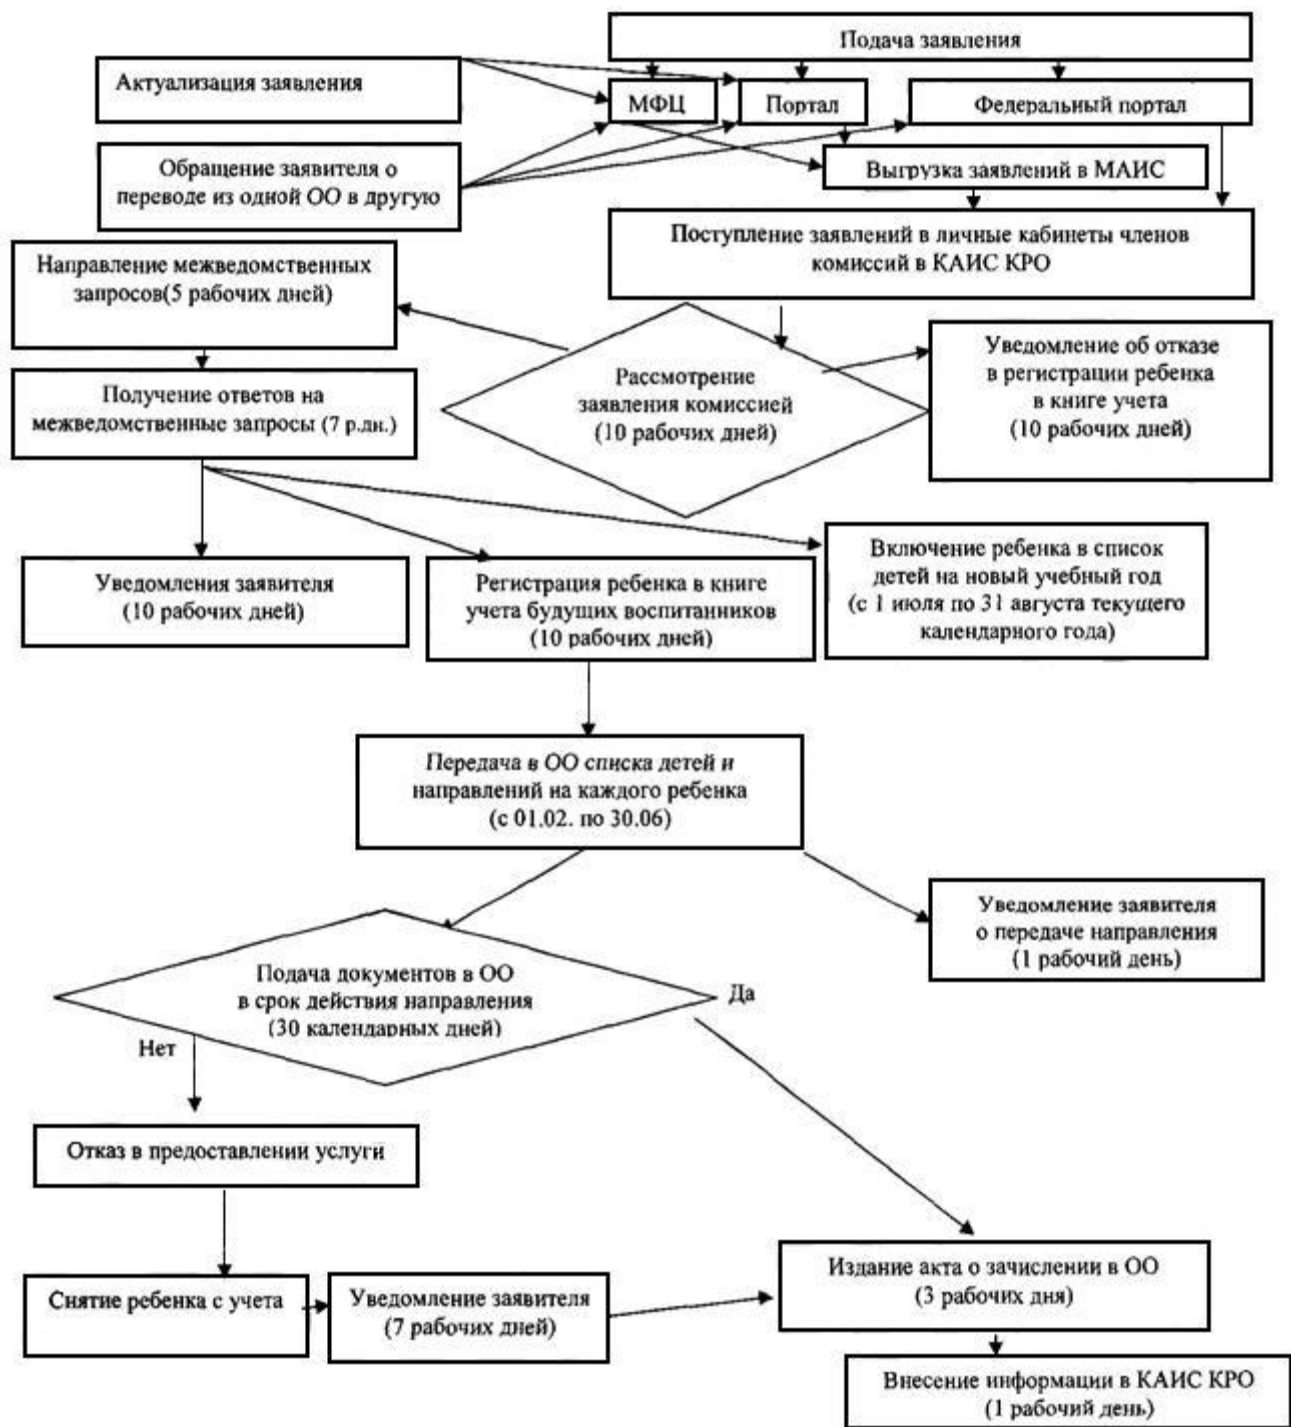 Подача заявления
Актуализация заявления
МФЦ
Портал
Федеральный портал
Обращение заявителя о
переводе из одной ОО в другую
Выгрузка заявлений в МАИС
Поступление заявлений в личные кабинеты членов
комиссий в КАИС КРО
Направление межведомственных
запросов(5 рабочих дней)
Получение ответов на
межведомственные запросы (7 р.дн.)
Рассмотрение
заявления комиссией
(10 рабочих дней)
Уведомление об отказе
в регистрации ребенка
в книге учета
(10 рабочих дней)
Уведомления заявителя
(10 рабочих дней)
Регистрация ребенка в книге
учета будущих воспитанников
(10 рабочих дней)
Включение ребенка в список
детей на новый учебный год
(с 1 июля по 31 августа текущего
календарного года)
Передача в ОО списка детей и
направлений на каждого ребенка
(с 01.02. по 30.06)
Уведомление заявителя
о передаче направления
(1 рабочий день)
Подача документов в ОО
в срок действия направления
(30 календарных дней)
Да
Нет
Отказ в предоставлении услуги
Снятие ребенка с учета
Уведомление заявителя
(7 рабочих дней)
Издание акта о зачислении в ОО
(3 рабочих дня)
Внесение информации в КАИС КРО
(1 рабочий день)